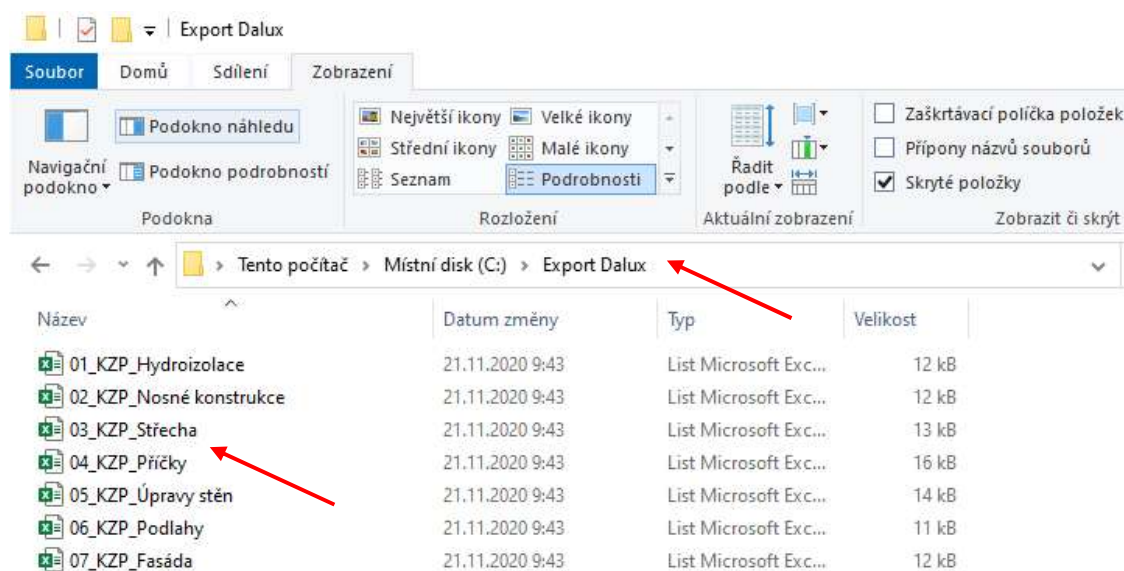 Export Dalux
Soubor Domů Sdílení Zobrazení
Navigační podokno
Podokno náhledu
Podokno podrobností
Podokna
Největší ikony Velké ikony
Střední ikony Malé ikony
Seznam Podrobnosti
Rozložení
Řadit podle
Aktuální zobrazení
Zaškrtávací políčka položek
Přípony názvů souborů
Skryté položky
Zobrazit či skrýt
Tento počítač › Místní disk (C:) › Export Dalux
Název Datum změny Typ Velikost
01_KZP_Hydroizolace 21.11.2020 9:43 List Microsoft Exc... 12 kB
02_KZP_Nosné konstrukce 21.11.2020 9:43 List Microsoft Exc... 12 kB
03_KZP_Střecha 21.11.2020 9:43 List Microsoft Exc... 13 kB
04_KZP_Příčky 21.11.2020 9:43 List Microsoft Exc... 16 kB
05_KZP_Úpravy stěn 21.11.2020 9:43 List Microsoft Exc... 14 kB
06_KZP_Podlahy 21.11.2020 9:43 List Microsoft Exc... 11 kB
07_KZP_Fasáda 21.11.2020 9:43 List Microsoft Exc... 12 kB